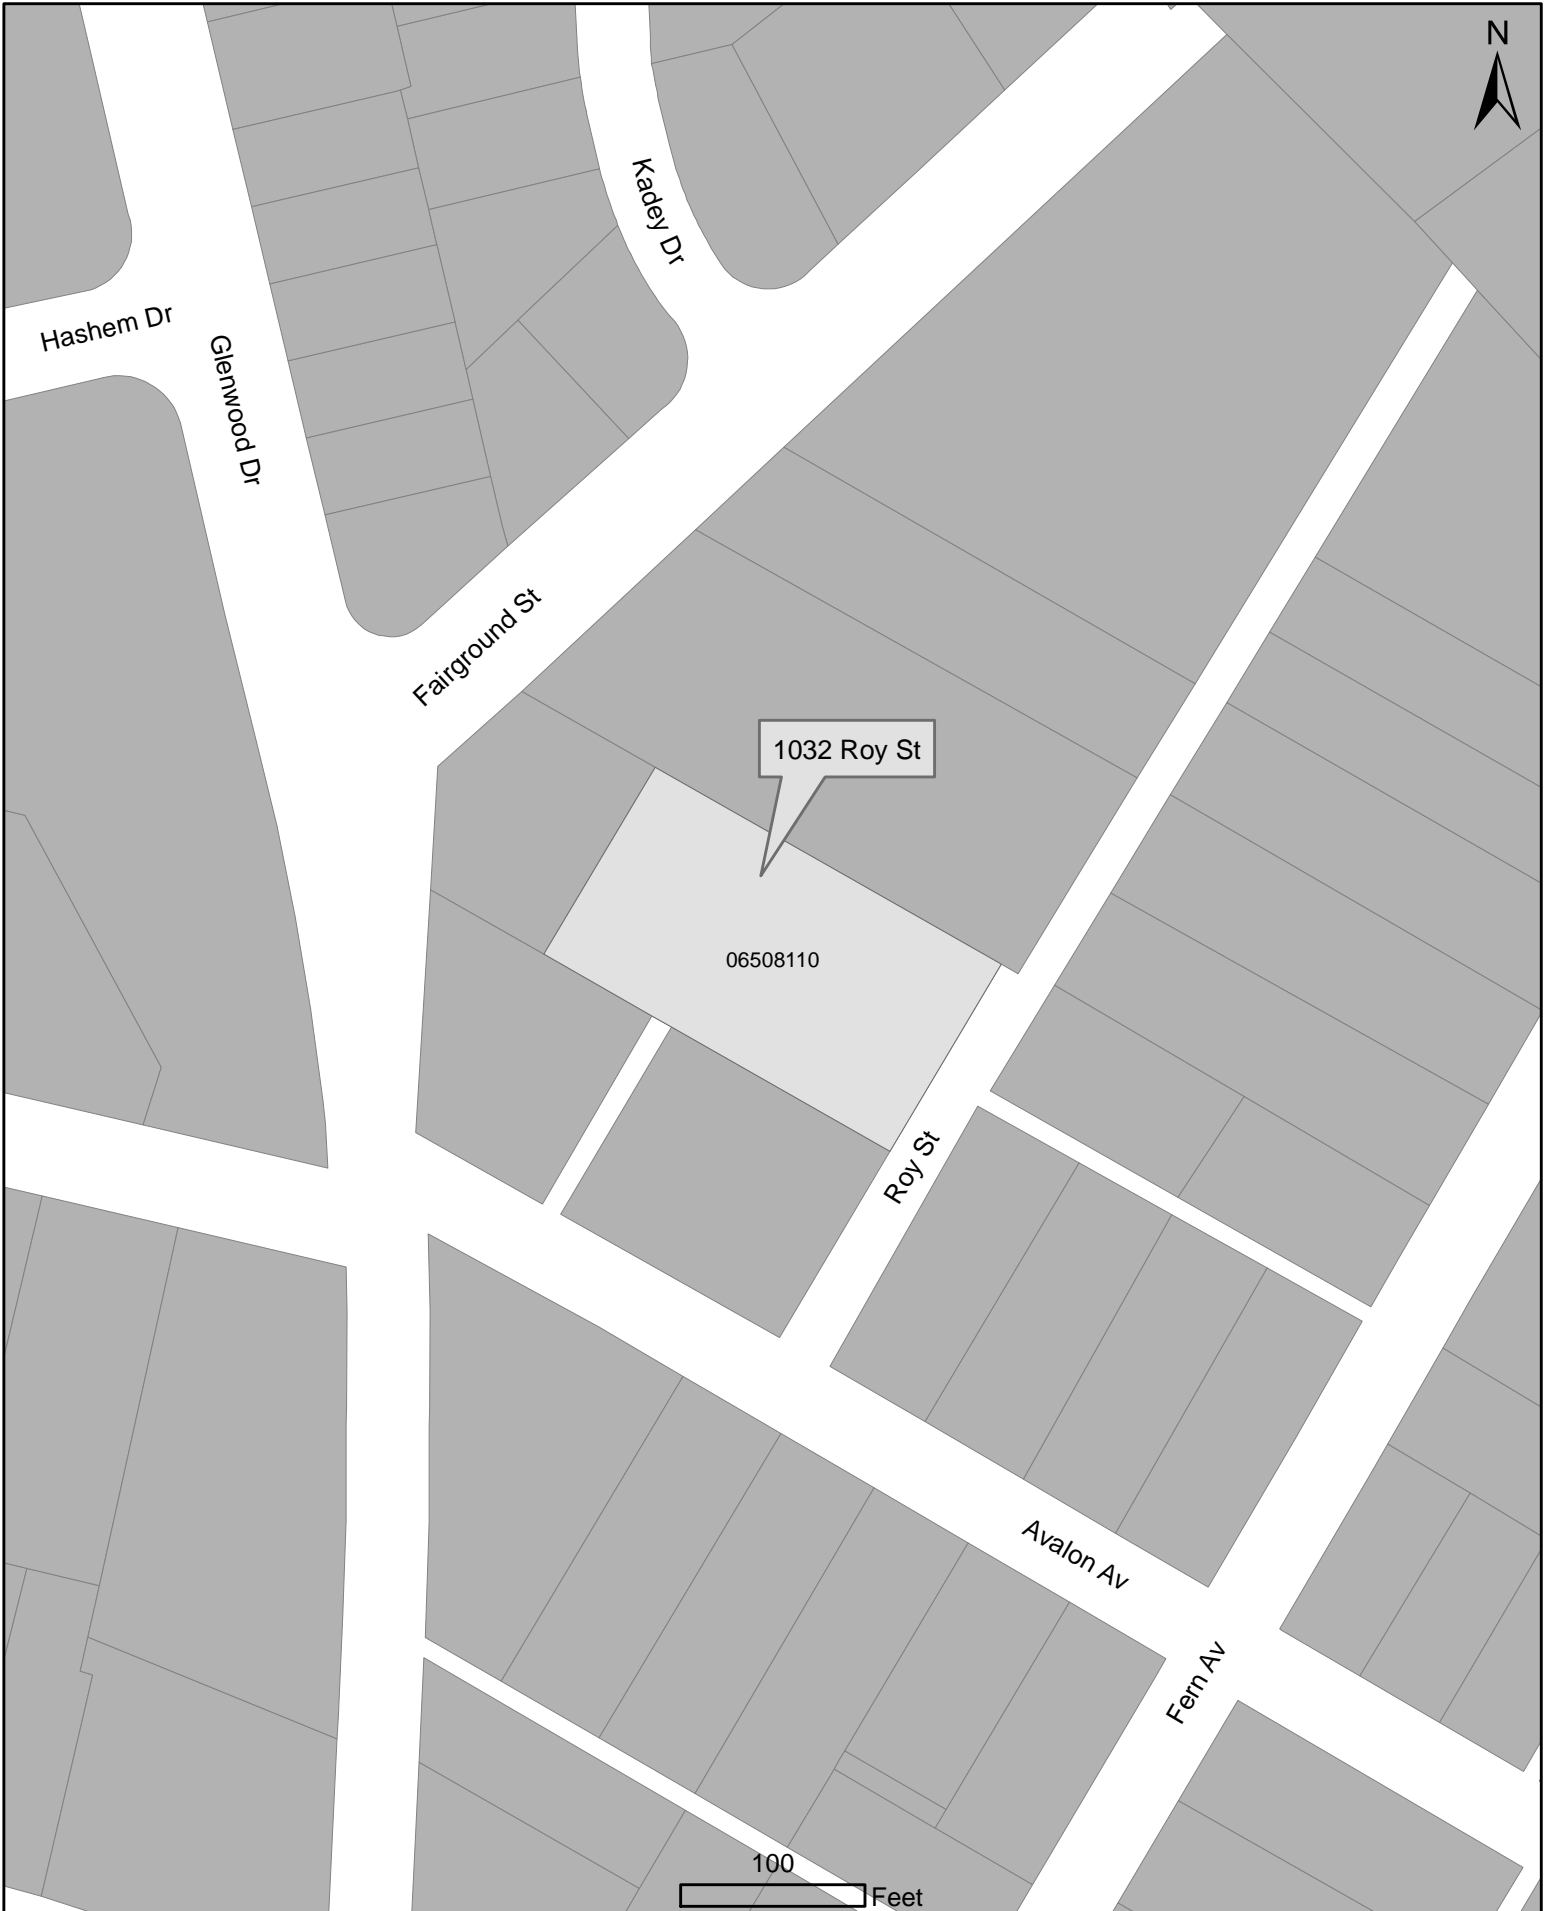 N
Kadey Dr
Hashem Dr
Glenwood Dr
Fairground St
1032 Roy St
06508110
Roy St
Avalon Av
Fern Av
100
Feet